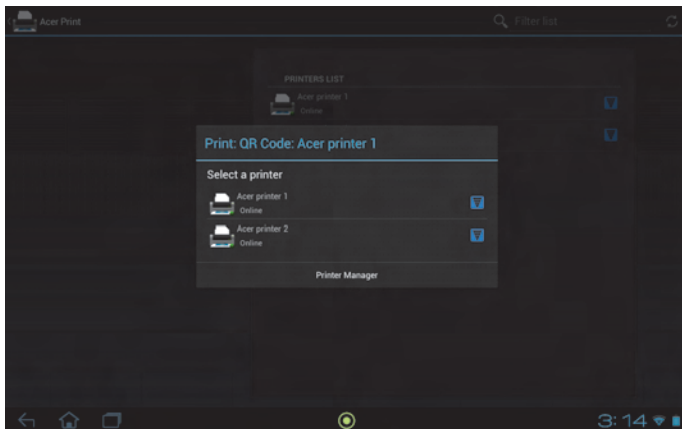 Acer Print
Filter list
PRINTERS LIST
Acer printer 1
Online
Print: QR Code: Acer printer 1
Select a printer
Acer printer 1
Online
Acer printer 2
Online
Printer Manager
3:14